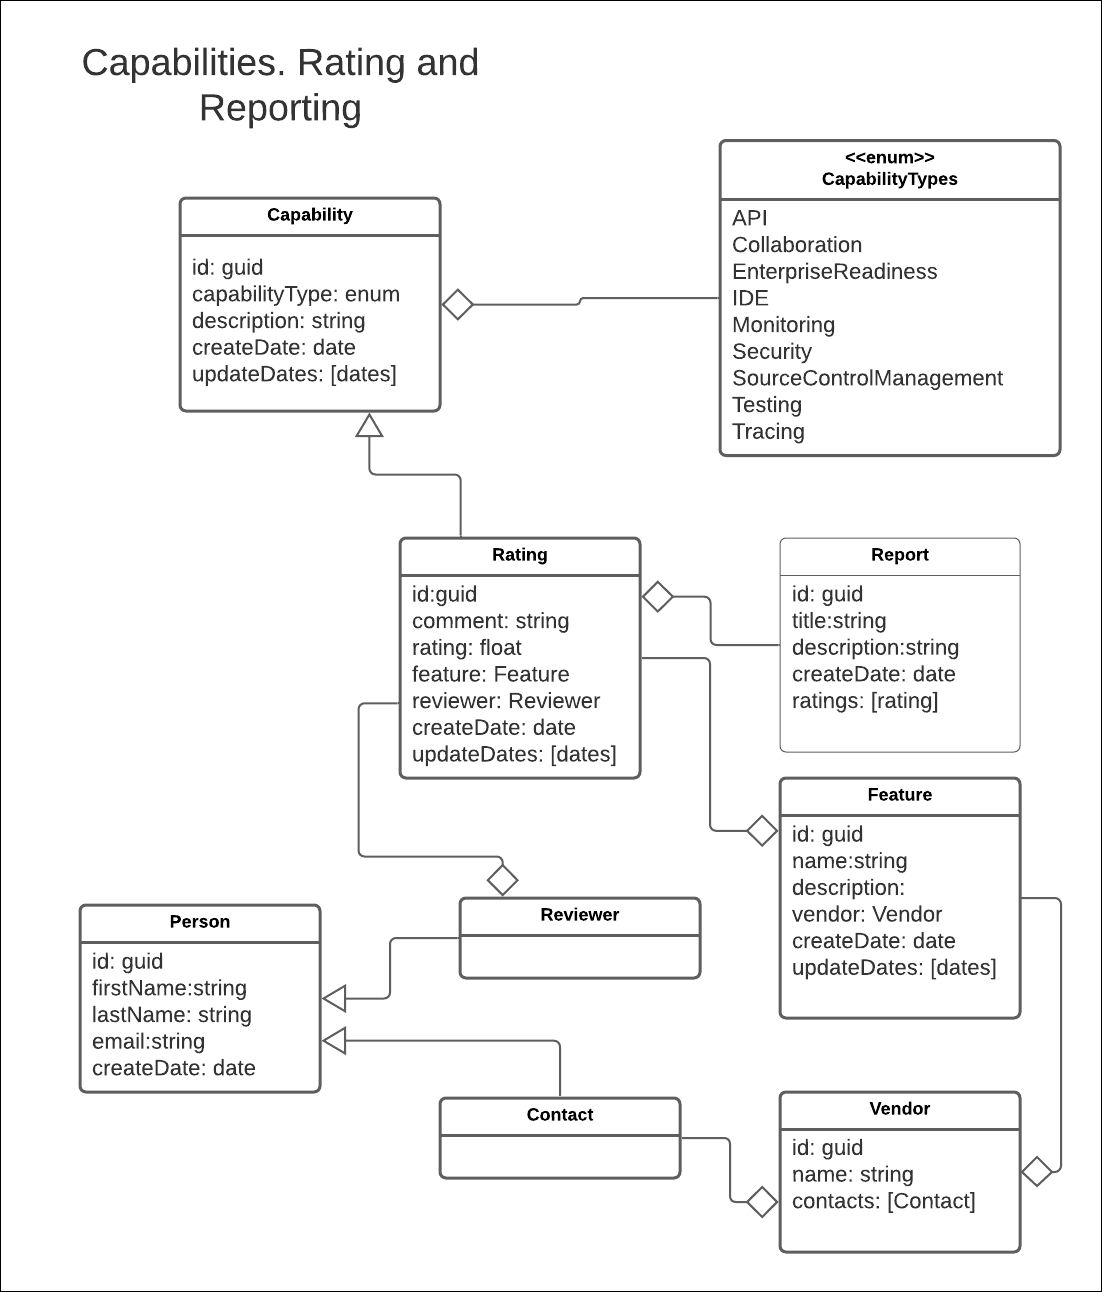 Capabilities. Rating and
Reporting
<<enum>>
CapabilityTypes
API
Collaboration
EnterpriseReadiness
IDE
Monitoring
Security
SourceControlManagement
Testing
Tracing
Capability
id: guid
capabilityType: enum
description: string
createDate: date
updateDates: [dates]
Rating
id:guid
comment: string
rating: float
feature: Feature
reviewer: Reviewer
createDate: date
updateDates: [dates]
Report
id: guid
title:string
description:string
createDate: date
ratings: [rating]
Feature
id: guid
name:string
description:
vendor: Vendor
createDate: date
updateDates: [dates]
Reviewer
Person
id: guid
firstName:string
lastName: string
email:string
createDate: date
Contact
Vendor
id: guid
name: string
contacts: [Contact]